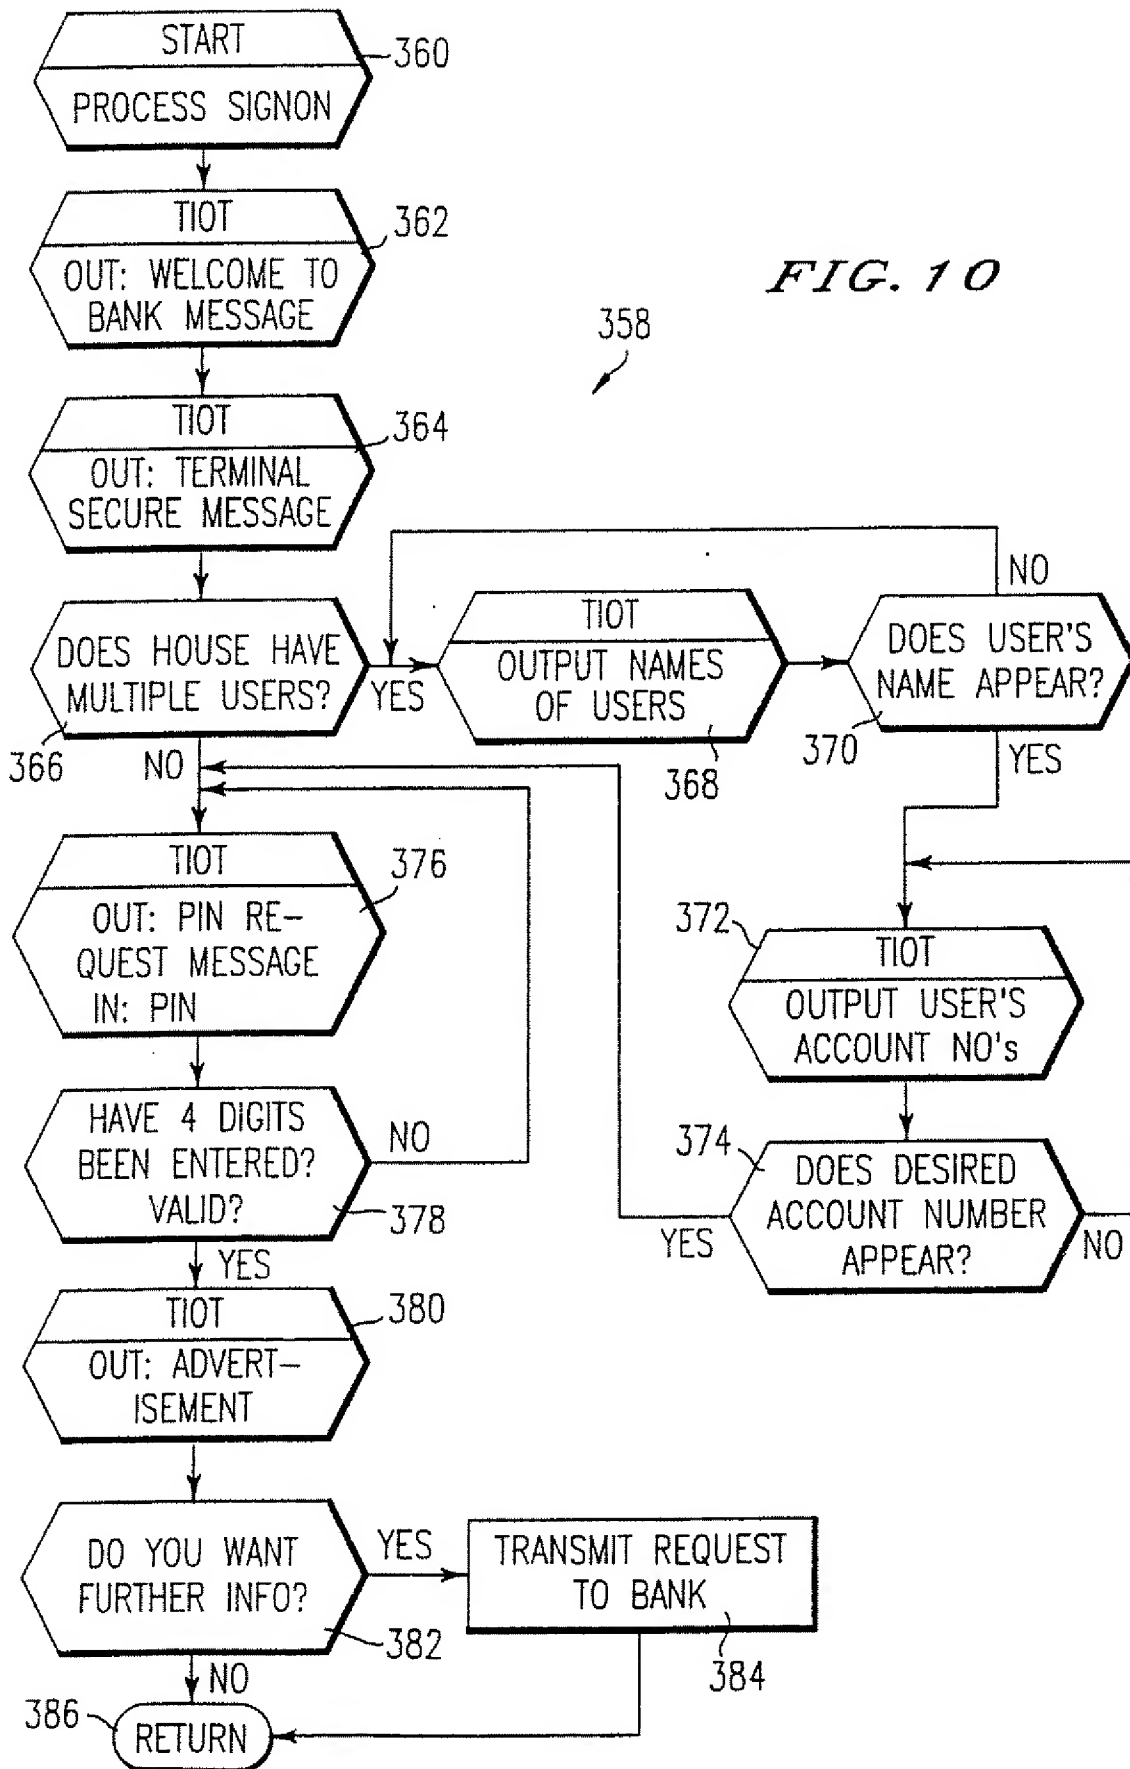 START
360
PROCESS SIGNON
TIOT
362
OUT: WELCOME TO
BANK MESSAGE
FIG. 10
358
TIOT
364
OUT: TERMINAL
SECURE MESSAGE
DOES HOUSE HAVE
MULTIPLE USERS?
366
YES
NO
TIOT
OUTPUT NAMES
OF USERS
368
NO
DOES USER'S
NAME APPEAR?
370
YES
TIOT
376
OUT: PIN RE-
QUEST MESSAGE
IN: PIN
372
TIOT
OUTPUT USER'S
ACCOUNT NO's
HAVE 4 DIGITS
BEEN ENTERED?
VALID?
378
NO
YES
374
DOES DESIRED
ACCOUNT NUMBER
APPEAR?
YES
NO
TIOT
380
OUT: ADVERT-
ISEMENT
DO YOU WANT
FURTHER INFO?
382
YES
TRANSMIT REQUEST
TO BANK
384
NO
386
RETURN